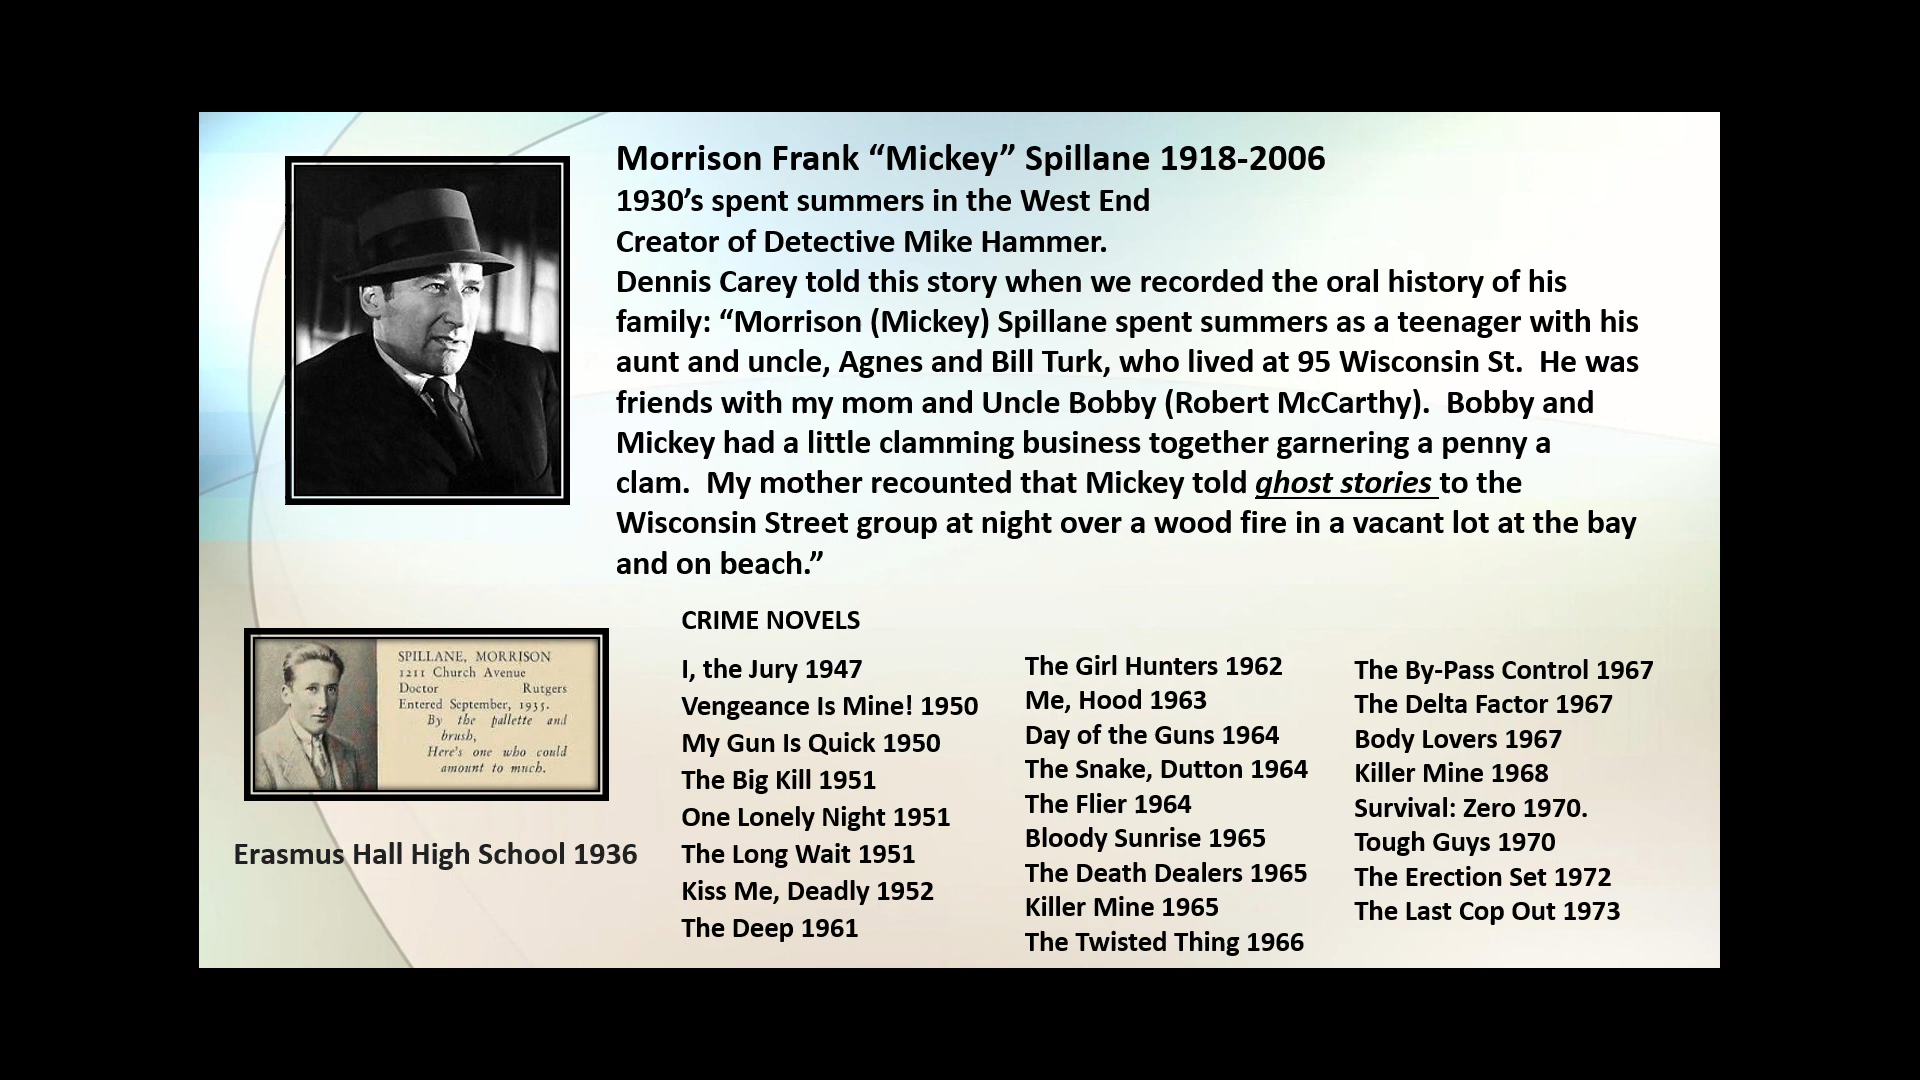 Morrison Frank “Mickey” Spillane 1918-2006
1930’s spent summers in the West End
Creator of Detective Mike Hammer.
Dennis Carey told this story when we recorded the oral history of his
family: “Morrison (Mickey) Spillane spent summers as a teenager with his
aunt and uncle, Agnes and Bill Turk, who lived at 95 Wisconsin St.  He was
friends with my mom and Uncle Bobby (Robert McCarthy).  Bobby and
Mickey had a little clamming business together garnering a penny a
clam.  My mother recounted that Mickey told ghost stories to the
Wisconsin Street group at night over a wood fire in a vacant lot at the bay
and on beach.”
SPILLANE, MORRISON
1211 Church Avenue
Doctor Rutgers
Entered September, 1935.
By the pallette and
brush,
Here's one who could
amount to much.
Erasmus Hall High School 1936
CRIME NOVELS
I, the Jury 1947
Vengeance Is Mine! 1950
My Gun Is Quick 1950
The Big Kill 1951
One Lonely Night 1951
The Long Wait 1951
Kiss Me, Deadly 1952
The Deep 1961
The Girl Hunters 1962
Me, Hood 1963
Day of the Guns 1964
The Snake, Dutton 1964
The Flier 1964
Bloody Sunrise 1965
The Death Dealers 1965
Killer Mine 1965
The Twisted Thing 1966
The By-Pass Control 1967
The Delta Factor 1967
Body Lovers 1967
Killer Mine 1968
Survival: Zero 1970.
Tough Guys 1970
The Erection Set 1972
The Last Cop Out 1973